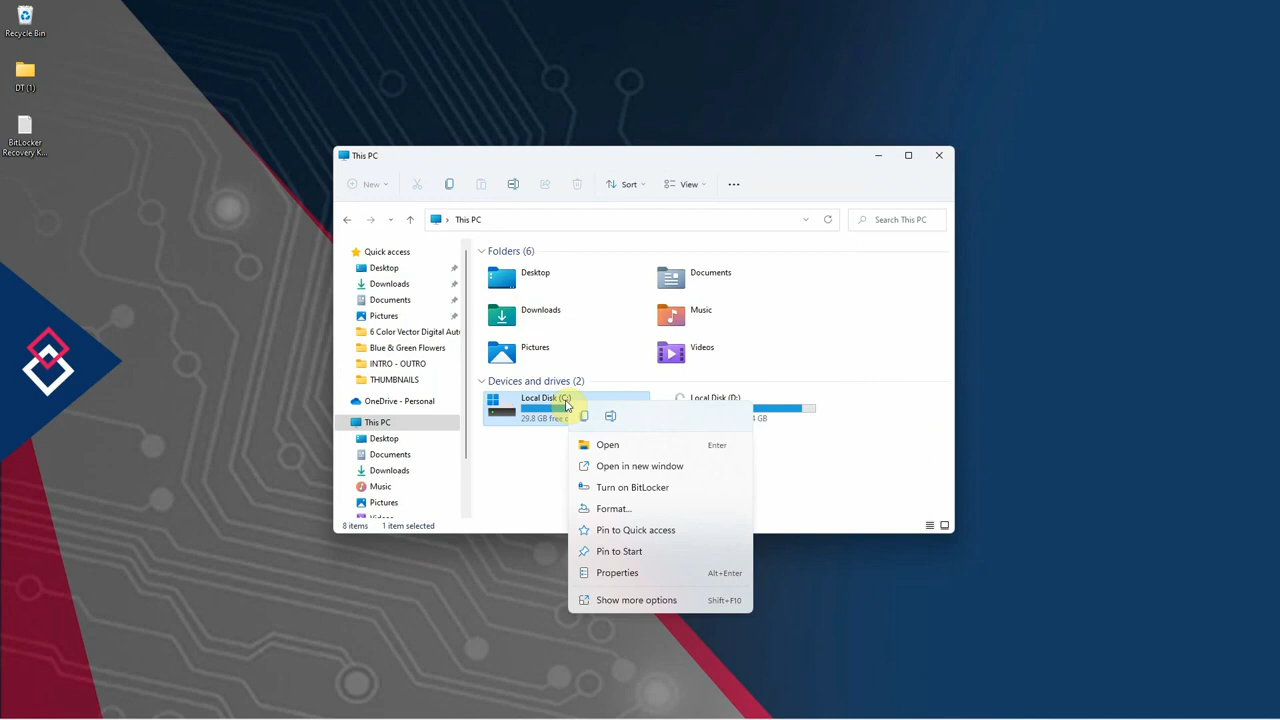 Recycle Bin
DT (1)
BitLocker
Recovery K...
This PC
New
Sort
View
This PC
Search This PC
Quick access
Desktop
Downloads
Documents
Pictures
6 Color Vector Digital Aut
Blue & Green Flowers
INTRO - OUTRO
THUMBNAILS
OneDrive - Personal
This PC
Desktop
Documents
Downloads
Music
Pictures
Videos
Folders (6)
Desktop
Documents
Downloads
Music
Pictures
Videos
Devices and drives (2)
Local Disk (C:)
29.8 GB free
Local Disk (D:)
GB
Open Enter
Open in new window
Turn on BitLocker
Format...
Pin to Quick access
Pin to Start
Properties Alt+Enter
Show more options Shift+F10
8 items 1 item selected